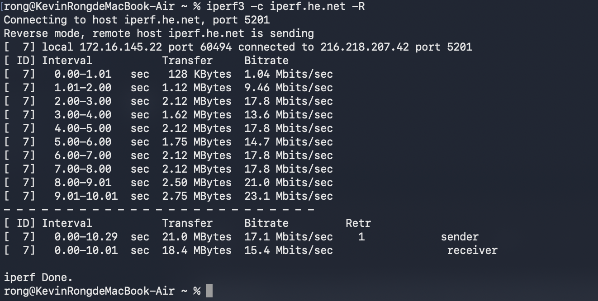 rong@KevinRongdeMacBook-Air ~ % iperf3 -c iperf.he.net -R
Connecting to host iperf.he.net, port 5201
Reverse mode, remote host iperf.he.net is sending
[  7] local 172.16.145.22 port 60494 connected to 216.218.207.42 port 5201
[ ID] Interval           Transfer     Bitrate
[  7]   0.00-1.01   sec   128 KBytes  1.04 Mbits/sec
[  7]   1.01-2.00   sec  1.12 MBytes  9.46 Mbits/sec
[  7]   2.00-3.00   sec  2.12 MBytes  17.8 Mbits/sec
[  7]   3.00-4.00   sec  1.62 MBytes  13.6 Mbits/sec
[  7]   4.00-5.00   sec  2.12 MBytes  17.8 Mbits/sec
[  7]   5.00-6.00   sec  1.75 MBytes  14.7 Mbits/sec
[  7]   6.00-7.00   sec  2.12 MBytes  17.8 Mbits/sec
[  7]   7.00-8.00   sec  2.12 MBytes  17.8 Mbits/sec
[  7]   8.00-9.01   sec  2.50 MBytes  21.0 Mbits/sec
[  7]   9.01-10.01  sec  2.75 MBytes  23.1 Mbits/sec
- - - - - - - - - - - - - - - - - - - - - - - - -
[ ID] Interval           Transfer     Bitrate         Retr
[  7]   0.00-10.29  sec  21.0 MBytes  17.1 Mbits/sec    1             sender
[  7]   0.00-10.01  sec  18.4 MBytes  15.4 Mbits/sec                  receiver

iperf Done.
rong@KevinRongdeMacBook-Air ~ %